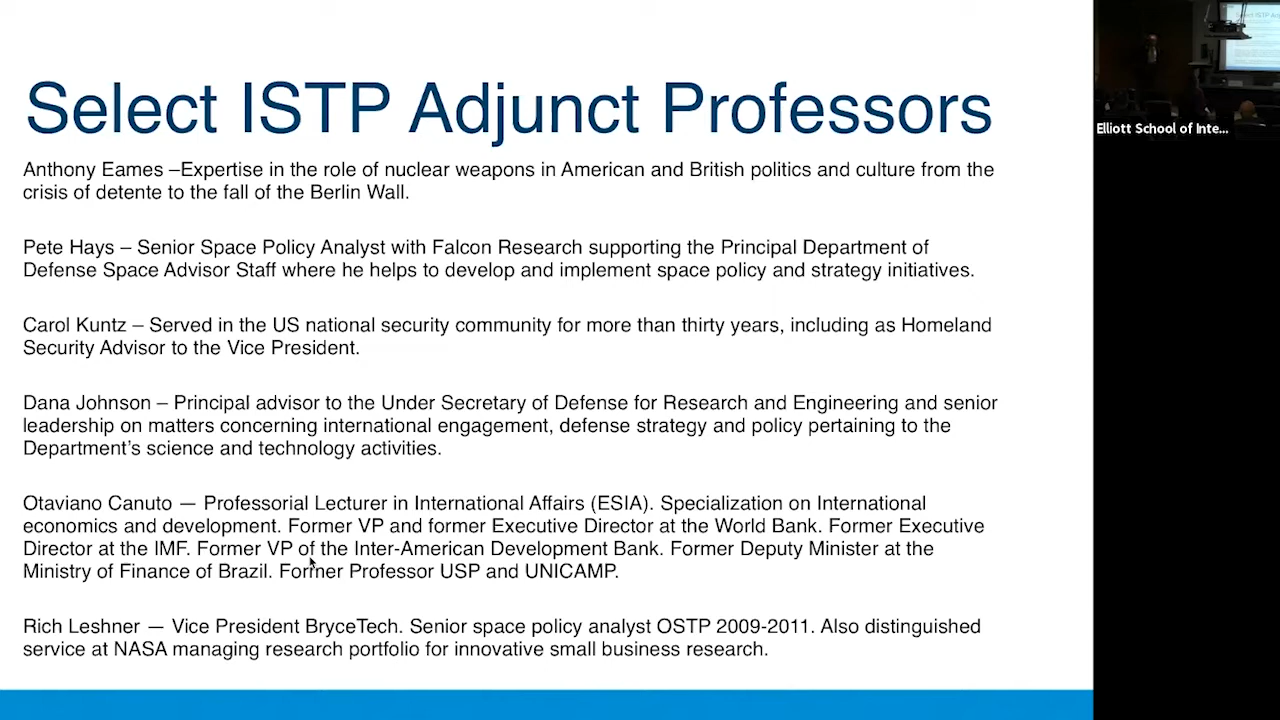 Select ISTP Adjunct Professors
Anthony Eames –Expertise in the role of nuclear weapons in American and British politics and culture from the
crisis of detente to the fall of the Berlin Wall.
Pete Hays – Senior Space Policy Analyst with Falcon Research supporting the Principal Department of
Defense Space Advisor Staff where he helps to develop and implement space policy and strategy initiatives.
Carol Kuntz – Served in the US national security community for more than thirty years, including as Homeland
Security Advisor to the Vice President.
Dana Johnson – Principal advisor to the Under Secretary of Defense for Research and Engineering and senior
leadership on matters concerning international engagement, defense strategy and policy pertaining to the
Department's science and technology activities.
Otaviano Canuto — Professorial Lecturer in International Affairs (ESIA). Specialization on International
economics and development. Former VP and former Executive Director at the World Bank. Former Executive
Director at the IMF. Former VP of the Inter-American Development Bank. Former Deputy Minister at the
Ministry of Finance of Brazil. Former Professor USP and UNICAMP.
Rich Leshner — Vice President BryceTech. Senior space policy analyst OSTP 2009-2011. Also distinguished
service at NASA managing research portfolio for innovative small business research.
Elliott School of Inte...